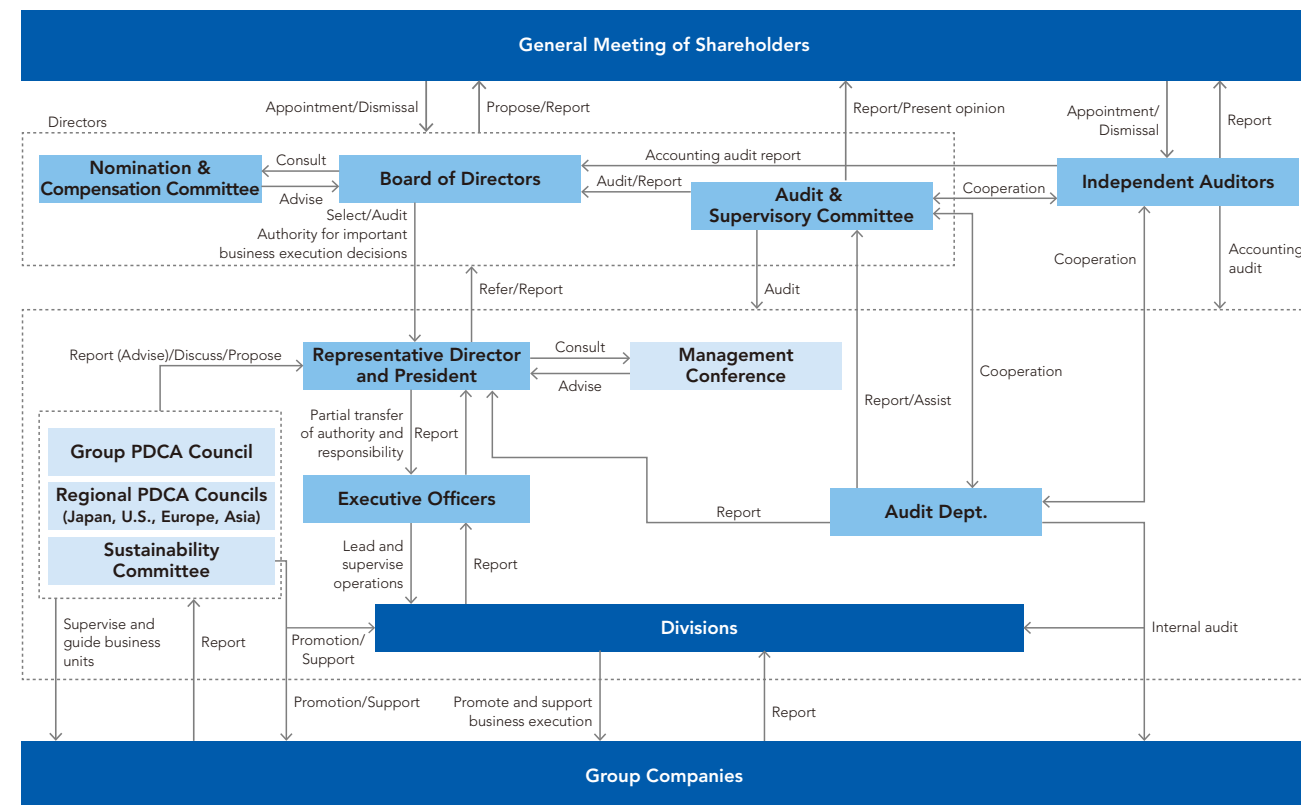 General Meeting of Shareholders
Appointment/Dismissal
Propose/Report
Report/Present opinion
Appointment/
Dismissal
Report
Directors
Nomination &
Compensation Committee
Consult
Advise
Board of Directors
Accounting audit report
Audit/Report
Audit &
Supervisory Committee
Cooperation
Independent Auditors
Select/Audit
Authority for important
business execution decisions
Refer/Report
Audit
Cooperation
Accounting
audit
Report (Advise)/Discuss/Propose
Representative Director
and President
Consult
Advise
Management
Conference
Report/Assist
Cooperation
Partial transfer
of authority and
responsibility
Report
Group PDCA Council
Regional PDCA Councils
(Japan, U.S., Europe, Asia)
Sustainability
Committee
Executive Officers
Report
Audit Dept.
Lead and
supervise
operations
Report
Divisions
Internal audit
Supervise and
guide business
units
Report
Promotion/
Support
Promotion/Support
Promote and support
business execution
Report
Group Companies